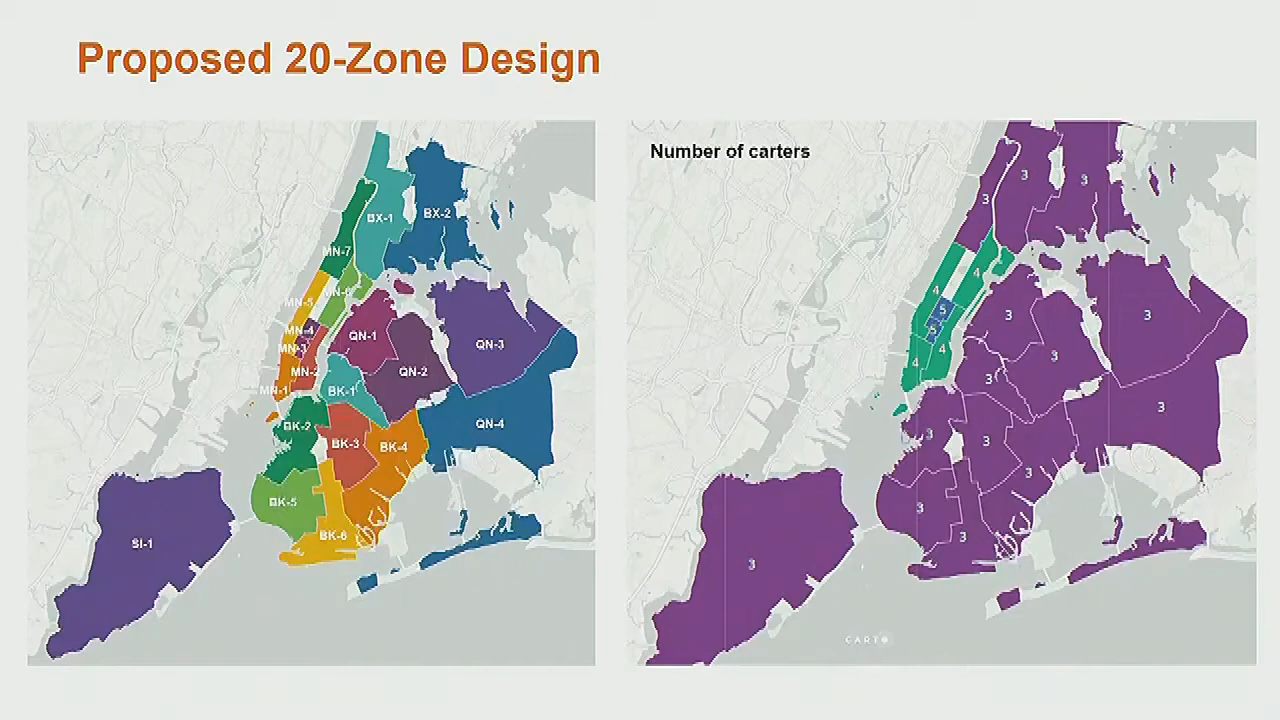 Proposed 20-Zone Design
BX-1
BX-2
MN-7
MN-6
MN-5
MN-4
MN-3
MN-2
MN-1
QN-1
QN-2
QN-3
QN-4
BK-1
BK-2
BK-3
BK-4
BK-5
BK-6
SI-1
Number of carters
3
3
3
4
4
5
5
4
4
3
3
3
3
3
3
3
3
3
3
3
CARTO